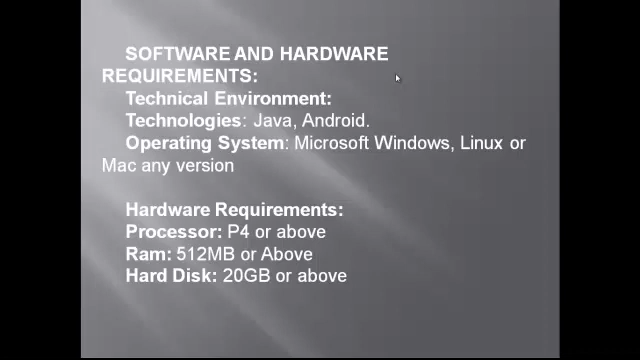 SOFTWARE AND HARDWARE
REQUIREMENTS:
Technical Environment:
Technologies: Java, Android.
Operating System: Microsoft Windows, Linux or
Mac any version
Hardware Requirements:
Processor: P4 or above
Ram: 512MB or Above
Hard Disk: 20GB or above